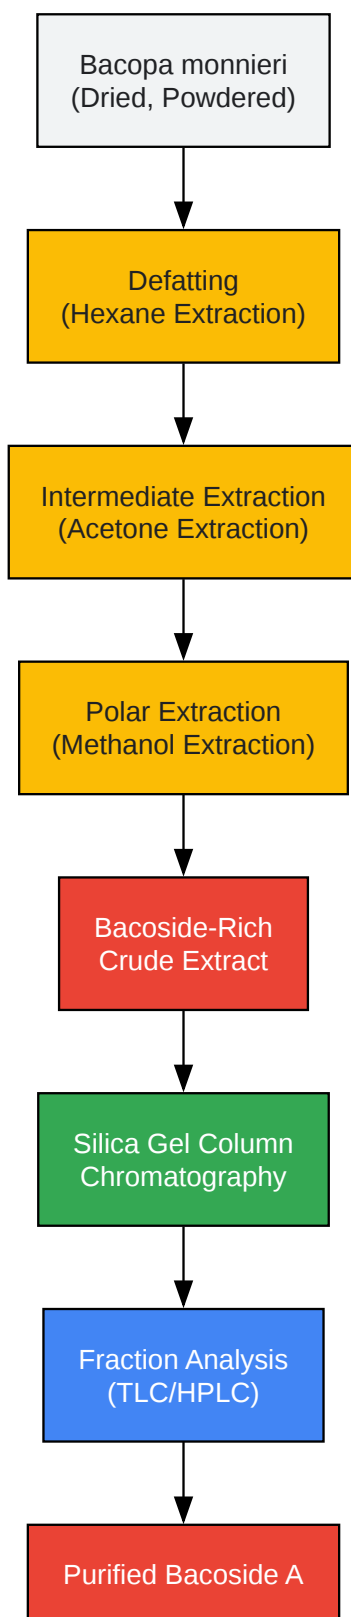 Bacopa monnieri
(Dried, Powdered)
Defatting
(Hexane Extraction)
Intermediate Extraction
(Acetone Extraction)
Polar Extraction
(Methanol Extraction)
Bacoside-Rich
Crude Extract
Silica Gel Column
Chromatography
Fraction Analysis
(TLC/HPLC)
Purified Bacoside A